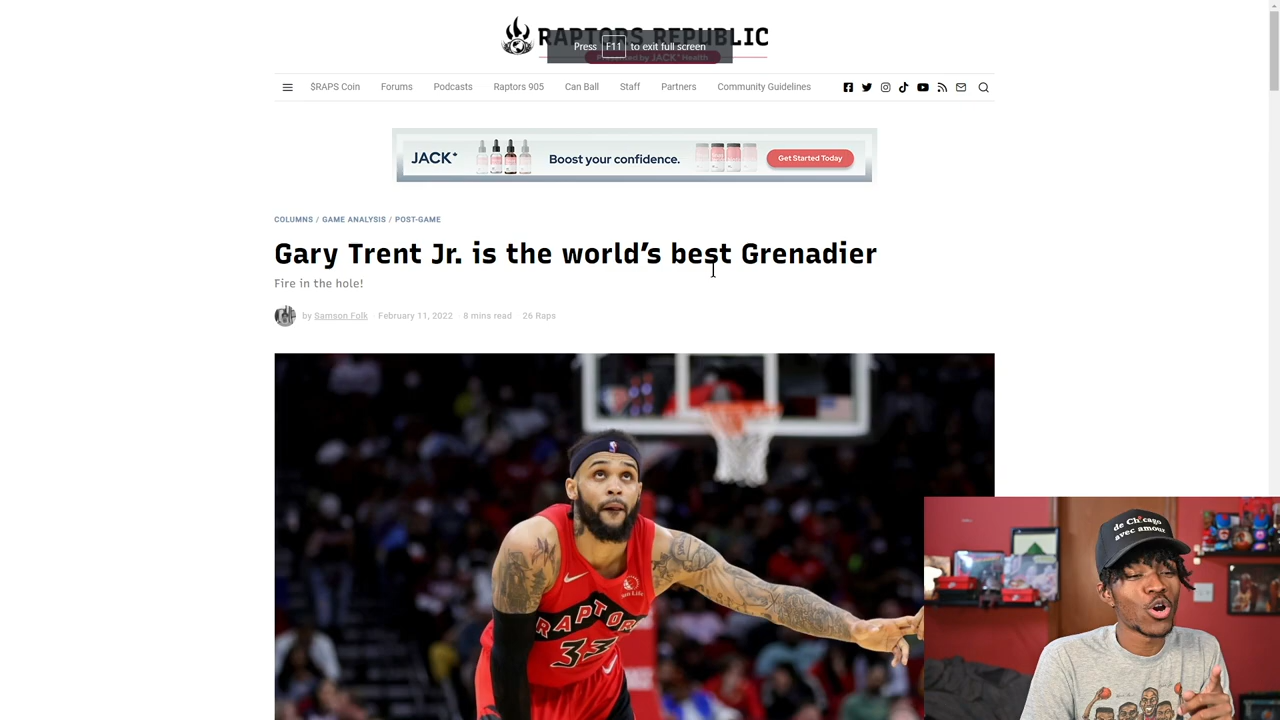 RAPTORS REPUBLIC
Press F11 to exit full screen
$RAPS Coin Forums Podcasts Raptors 905 Can Ball Staff Partners Community Guidelines
JACK+ Boost your confidence. Get Started Today
COLUMNS / GAME ANALYSIS / POST-GAME
Gary Trent Jr. is the world's best Grenadier
Fire in the hole!
by Samson Folk · February 11, 2022 · 8 mins read · 26 Raps
Sun Life
RAPTORS
33
de Chicago
avec amour